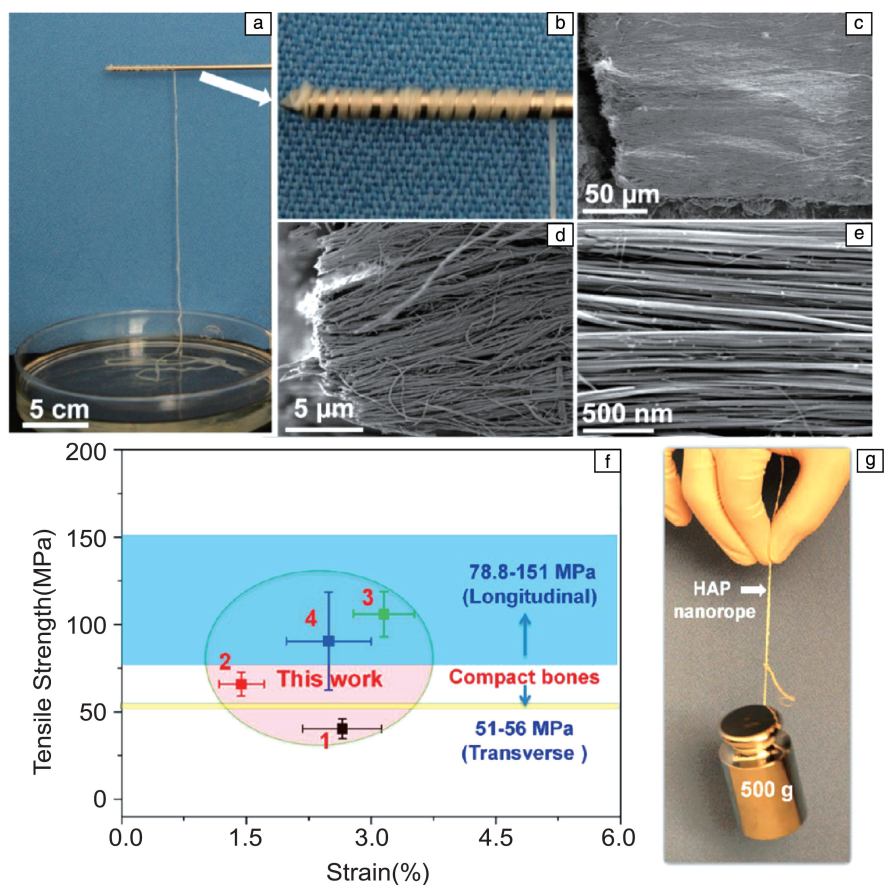 a
b
c
5 cm
50 μm
d
e
5 μm
500 nm
f
g
200
150
100
50
0
Tensile Strength(MPa)
78.8-151 MPa
(Longitudinal)
3
4
2
This work
Compact bones
1
51-56 MPa
(Transverse )
0.0 1.5 3.0 4.5 6.0
Strain(%)
HAP
nanorope
500 g